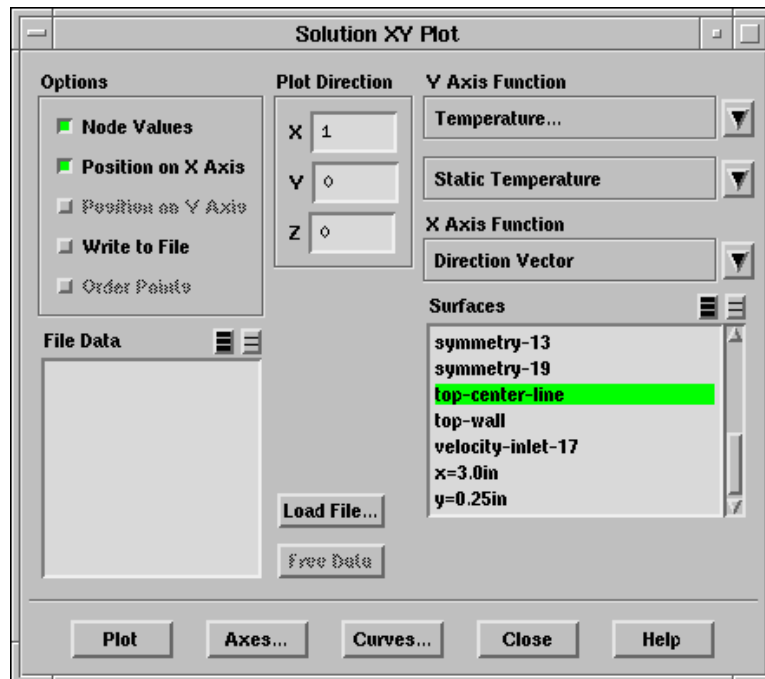 Solution XY Plot
Options
Node Values
Position on X Axis
Position on Y Axis
Write to File
Order Points
Plot Direction
X 1
Y 0
Z 0
Y Axis Function
Temperature...
Static Temperature
X Axis Function
Direction Vector
Surfaces
symmetry-13
symmetry-19
top-center-line
top-wall
velocity-inlet-17
x=3.0in
y=0.25in
File Data
Load File...
Free Data
Plot
Axes...
Curves...
Close
Help